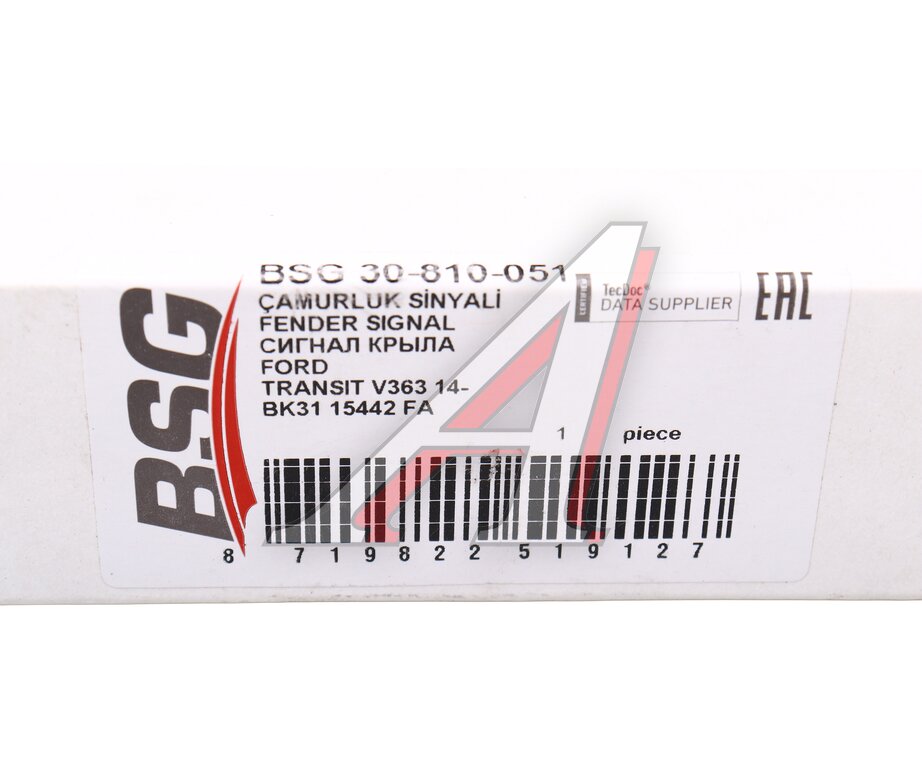 BSG
BSG 30-810-051
ÇAMURLUK SİNYALİ
FENDER SIGNAL
СИГНАЛ КРЫЛА
FORD
TRANSIT V363 14-
BK31 15442 FA
CERTIFIED
TecDoc®
DATA SUPPLIER
EAC
1 piece
8 719822 519127